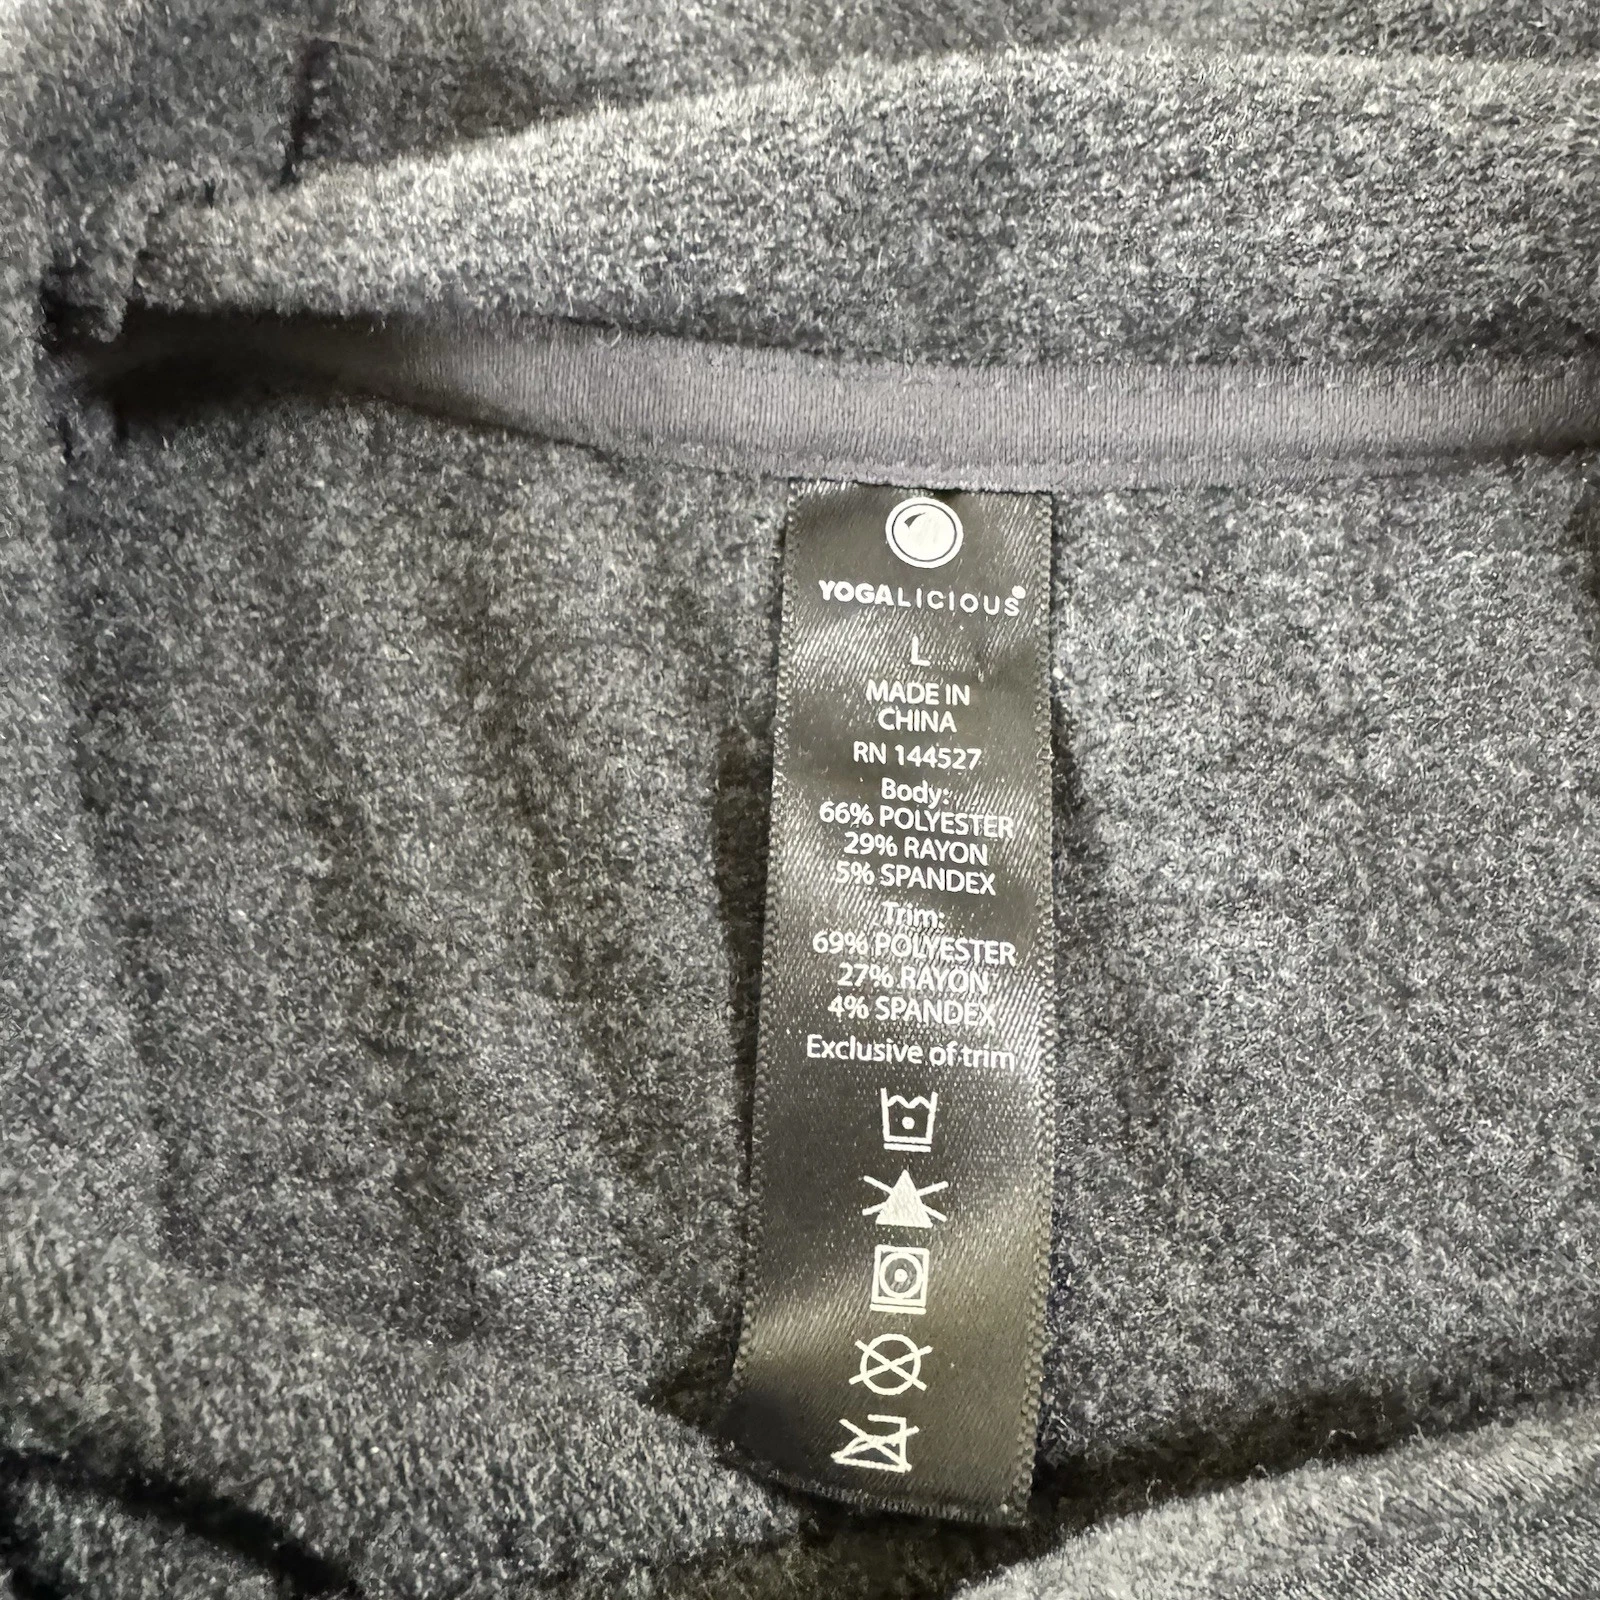 YOGALICIOUS®
L
MADE IN
CHINA
RN 144527
Body:
66% POLYESTER
29% RAYON
5% SPANDEX
Trim:
69% POLYESTER
27% RAYON
4% SPANDEX
Exclusive of trim